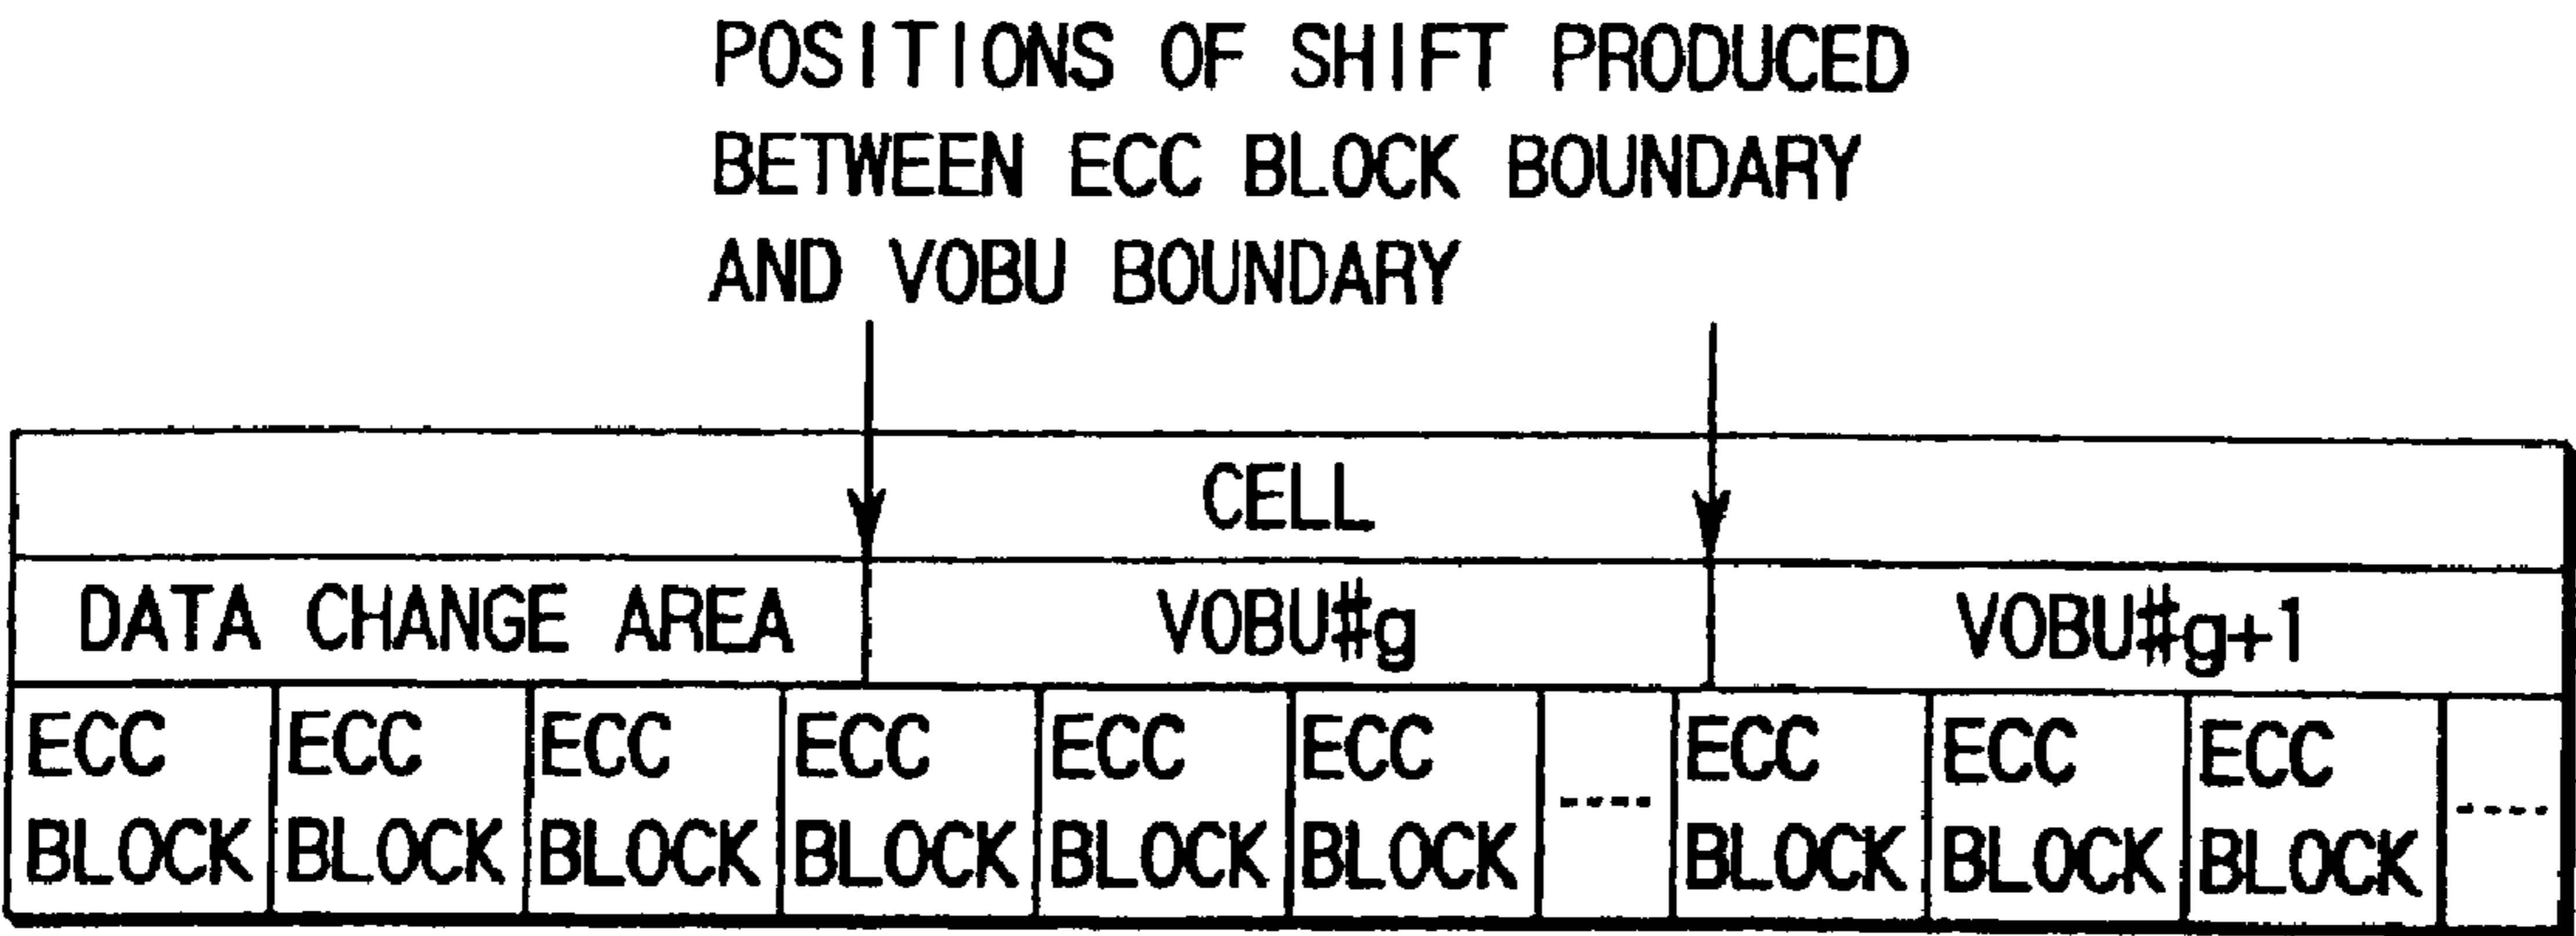 POSITIONS OF SHIFT PRODUCED
BETWEEN ECC BLOCK BOUNDARY
AND VOBU BOUNDARY
CELL
DATA CHANGE AREA VOBU#g VOBU#g+1
ECC ECC ECC ECC ECC ECC ---- ECC ECC ECC ----
BLOCK BLOCK BLOCK BLOCK BLOCK BLOCK BLOCK BLOCK BLOCK